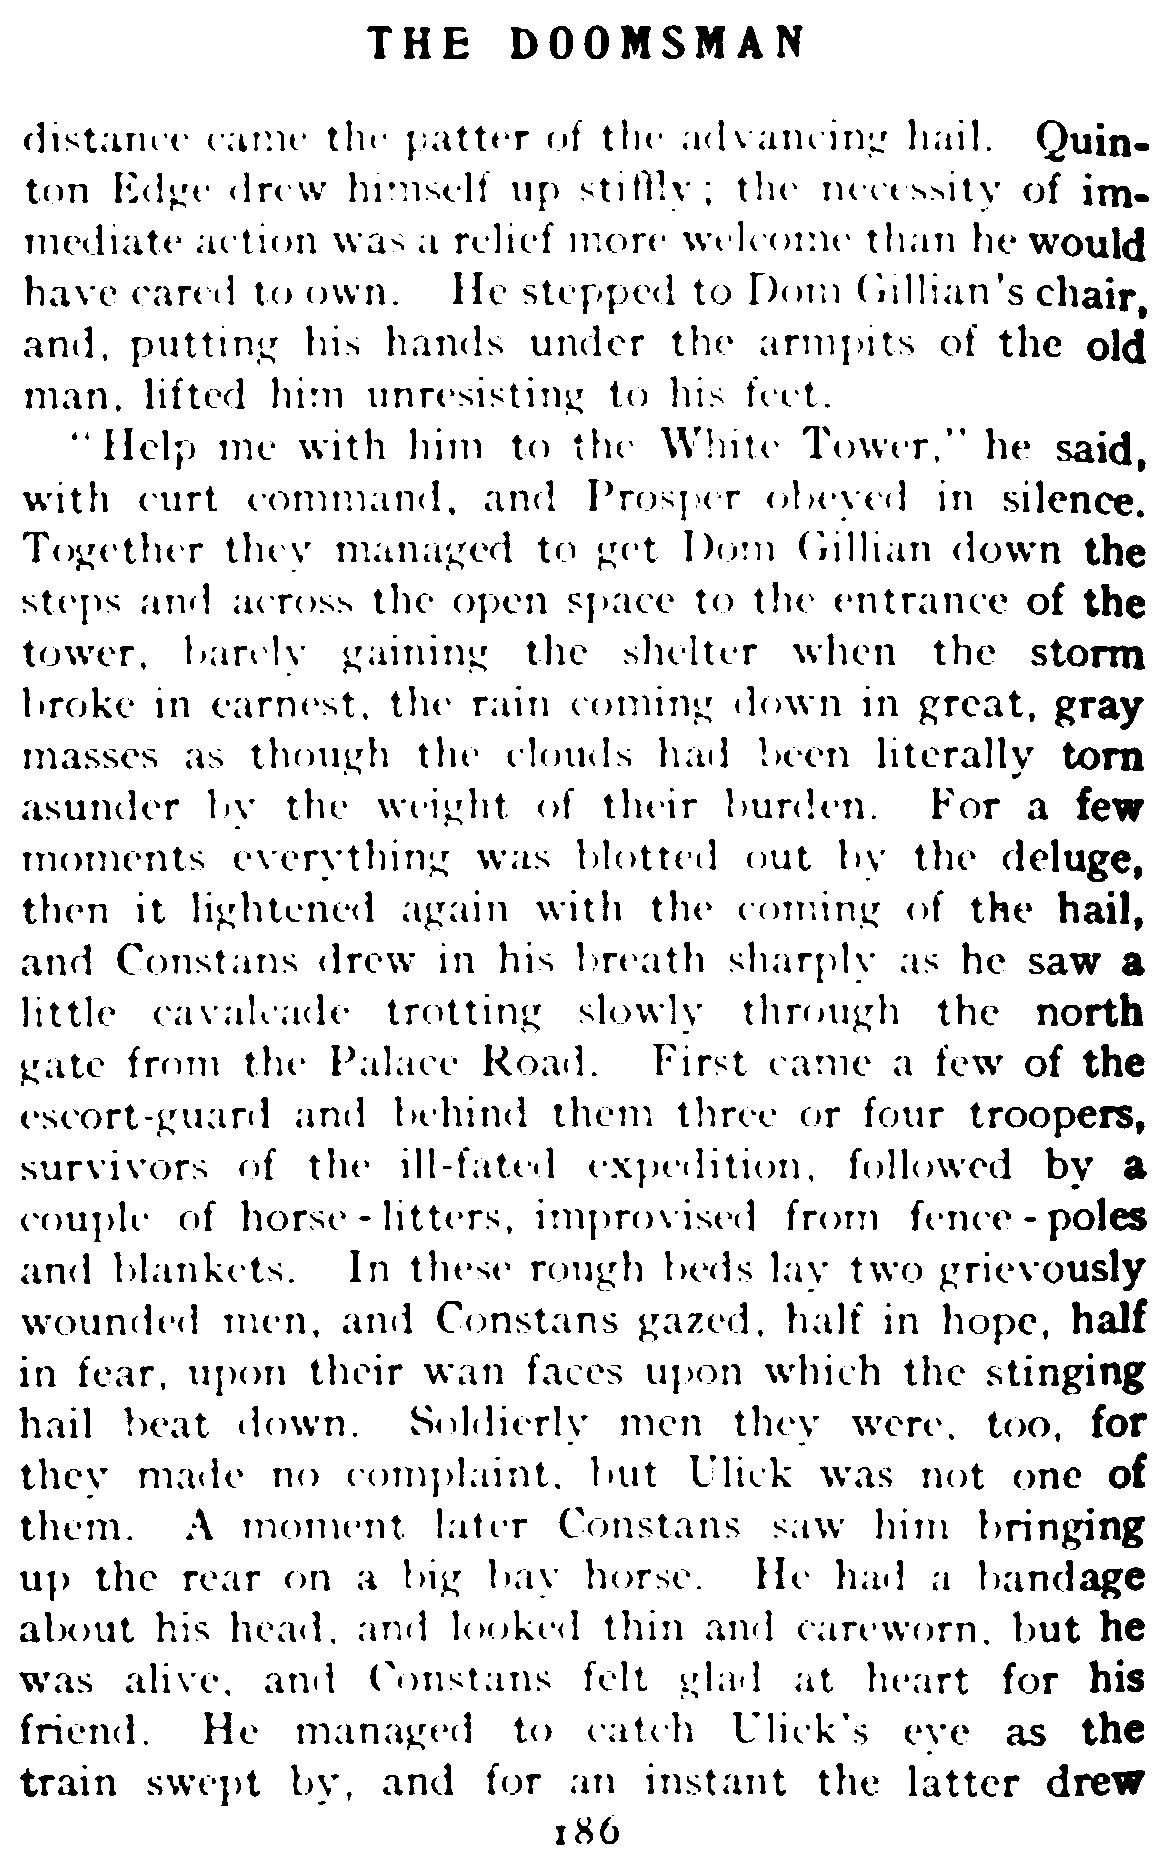 THE DOOMSMAN
distance came the patter of the advancing hail. Quin-
ton Edge drew himself up stiffly; the necessity of im-
mediate action was a relief more welcome than he would
have cared to own. He stepped to Dom Gillian's chair,
and, putting his hands under the armpits of the old
man, lifted him unresisting to his feet.
"Help me with him to the White Tower," he said,
with curt command, and Prosper obeyed in silence.
Together they managed to get Dom Gillian down the
steps and across the open space to the entrance of the
tower, barely gaining the shelter when the storm
broke in earnest, the rain coming down in great, gray
masses as though the clouds had been literally torn
asunder by the weight of their burden. For a few
moments everything was blotted out by the deluge,
then it lightened again with the coming of the hail,
and Constans drew in his breath sharply as he saw a
little cavalcade trotting slowly through the north
gate from the Palace Road. First came a few of the
escort-guard and behind them three or four troopers,
survivors of the ill-fated expedition, followed by a
couple of horse-litters, improvised from fence-poles
and blankets. In these rough beds lay two grievously
wounded men, and Constans gazed, half in hope, half
in fear, upon their wan faces upon which the stinging
hail beat down. Soldierly men they were, too, for
they made no complaint, but Ulick was not one of
them. A moment later Constans saw him bringing
up the rear on a big bay horse. He had a bandage
about his head, and looked thin and careworn, but he
was alive, and Constans felt glad at heart for his
friend. He managed to catch Ulick's eye as the
train swept by, and for an instant the latter drew
186